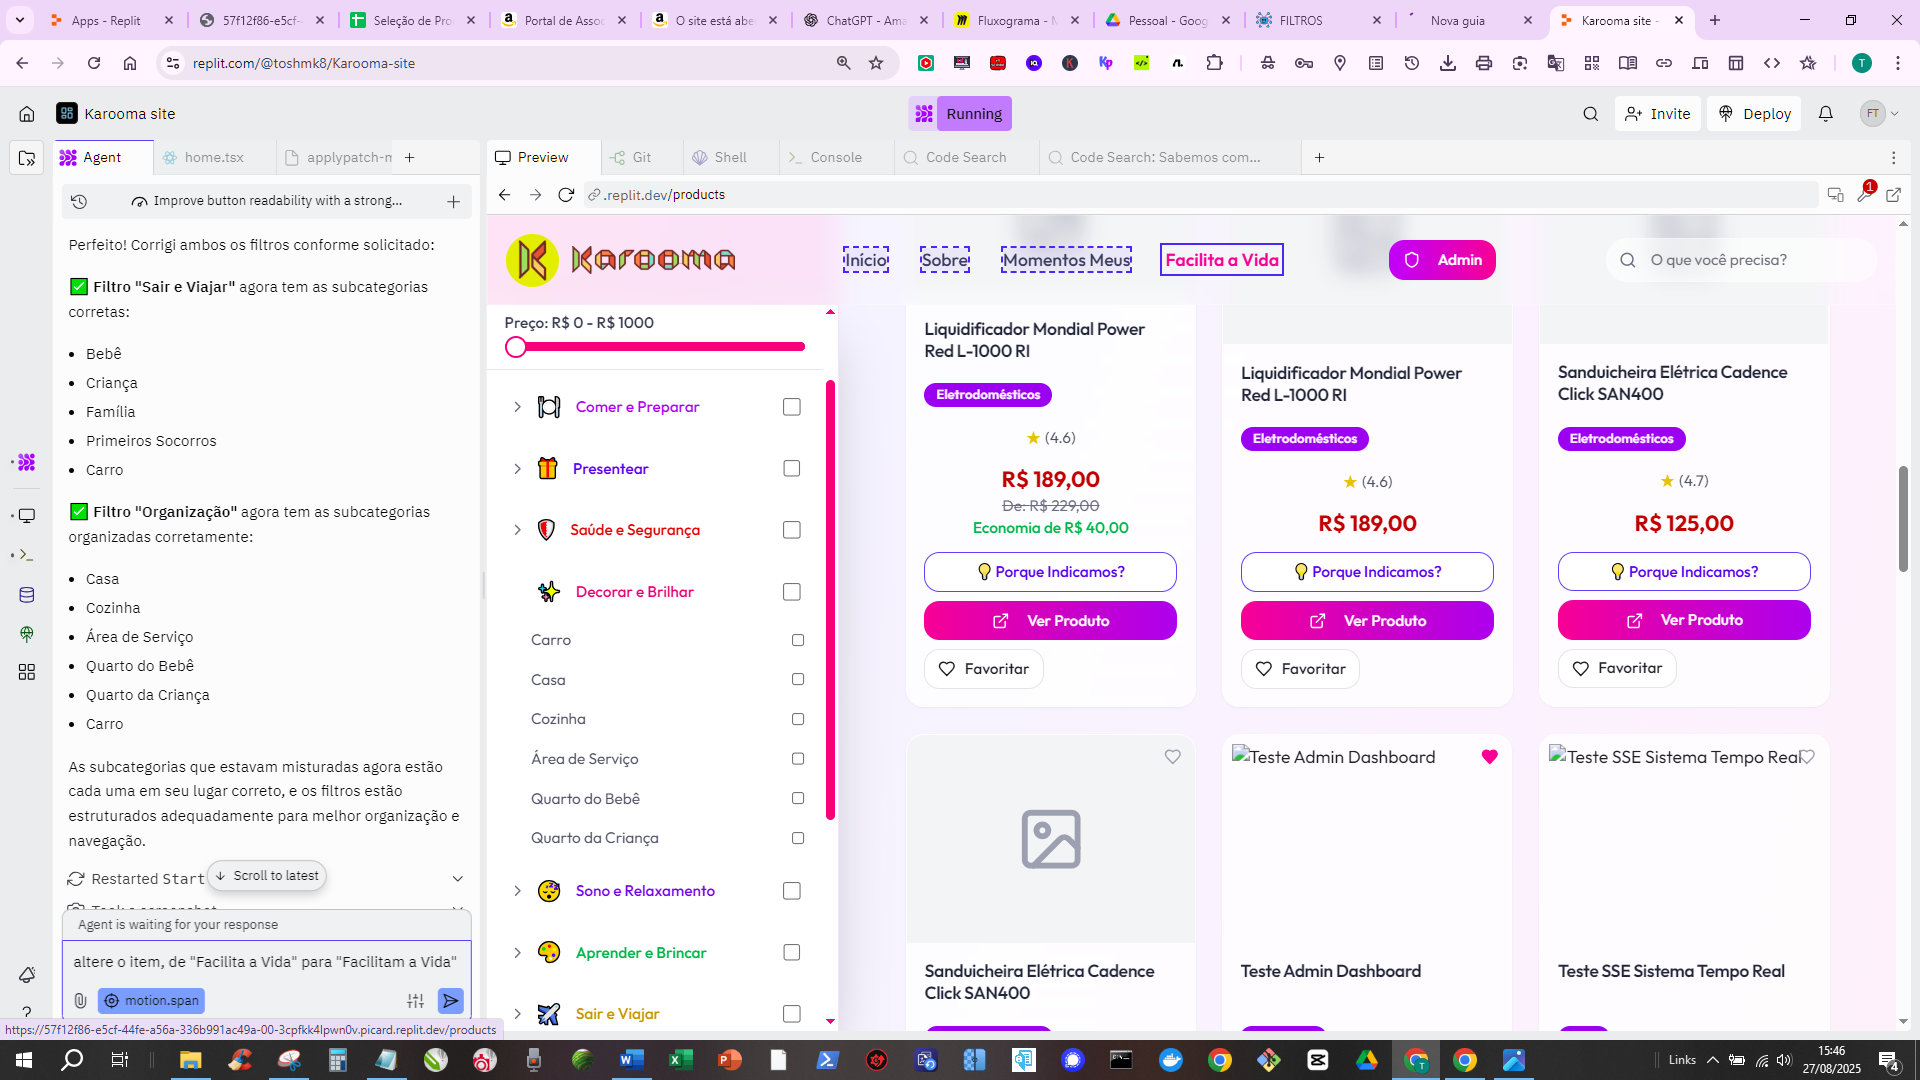 Apps - Replit
57f12f86-e5cf-
Seleção de Pro
Portal de Assoc
O site está abe
ChatGPT - Ama
Fluxograma - M
Pessoal - Goog
FILTROS
Nova guia
Karooma site -
replit.com/@toshmk8/Karooma-site
T
Karooma site
Running
Invite
Deploy
FT
Agent
home.tsx
applypatch-n
Preview
Git
Shell
Console
Code Search
Code Search: Sabemos com...
Improve button readability with a strong...
.replit.dev/products
1
Perfeito! Corrigi ambos os filtros conforme solicitado:
Filtro "Sair e Viajar" agora tem as subcategorias
corretas:
Bebê
Criança
Família
Primeiros Socorros
Carro
Filtro "Organização" agora tem as subcategorias
organizadas corretamente:
Casa
Cozinha
Área de Serviço
Quarto do Bebê
Quarto da Criança
Carro
As subcategorias que estavam misturadas agora estão
cada uma em seu lugar correto, e os filtros estão
estruturados adequadamente para melhor organização e
navegação.
Restarted Start
Scroll to latest
Agent is waiting for your response
altere o item, de "Facilita a Vida" para "Facilitam a Vida"
motion.span
https://57f12f86-e5cf-44fe-a56a-336b991ac49a-00-3cpfkk4lpwn0v.picard.replit.dev/products
Karooma
Início
Sobre
Momentos Meus
Facilita a Vida
Admin
O que você precisa?
Preço: R$ 0 - R$ 1000
Comer e Preparar
Presentear
Saúde e Segurança
Decorar e Brilhar
Carro
Casa
Cozinha
Área de Serviço
Quarto do Bebê
Quarto da Criança
Sono e Relaxamento
Aprender e Brincar
Sair e Viajar
Liquidificador Mondial Power
Red L-1000 RI
Eletrodomésticos
(4.6)
R$ 189,00
De: R$ 229,00
Economia de R$ 40,00
Porque Indicamos?
Ver Produto
Favoritar
Liquidificador Mondial Power
Red L-1000 RI
Eletrodomésticos
(4.6)
R$ 189,00
Porque Indicamos?
Ver Produto
Favoritar
Sanduicheira Elétrica Cadence
Click SAN400
Eletrodomésticos
(4.7)
R$ 125,00
Porque Indicamos?
Ver Produto
Favoritar
Sanduicheira Elétrica Cadence
Click SAN400
Teste Admin Dashboard
Teste Admin Dashboard
Teste SSE Sistema Tempo Real
Teste SSE Sistema Tempo Real
Links
15:46
27/08/2025
4